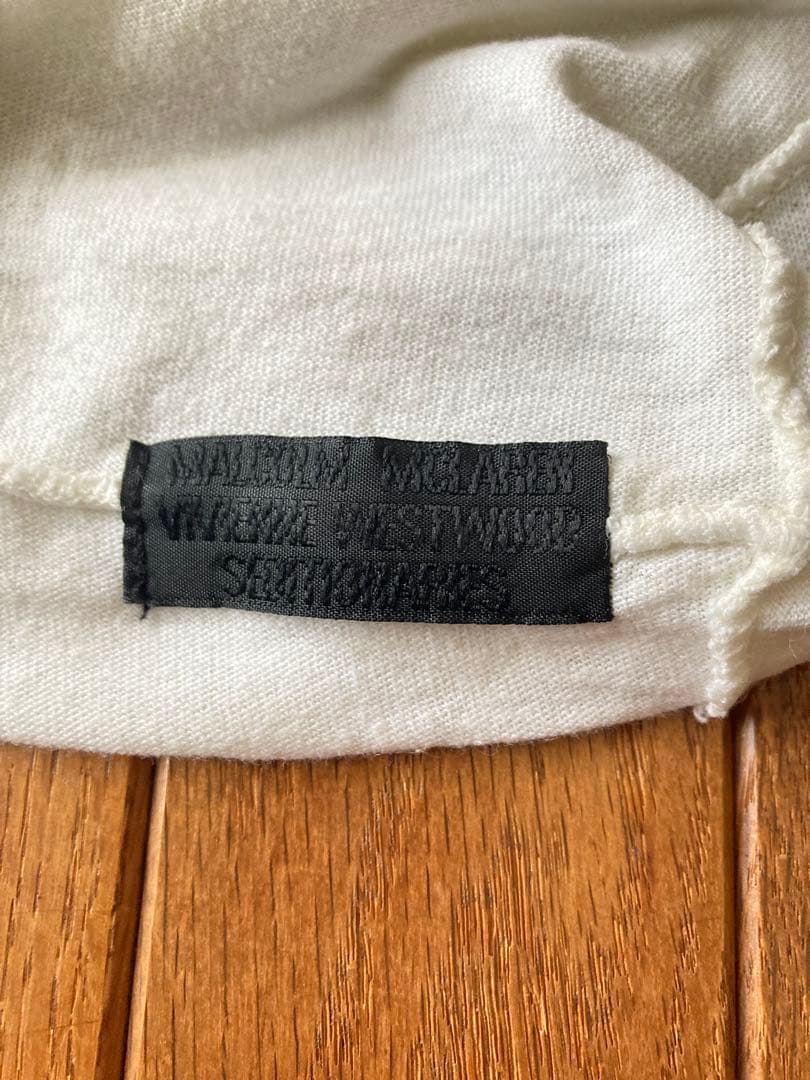 MALCOLM MCLAREN
VIVIENNE WESTWOOD
SEDITIONARIES